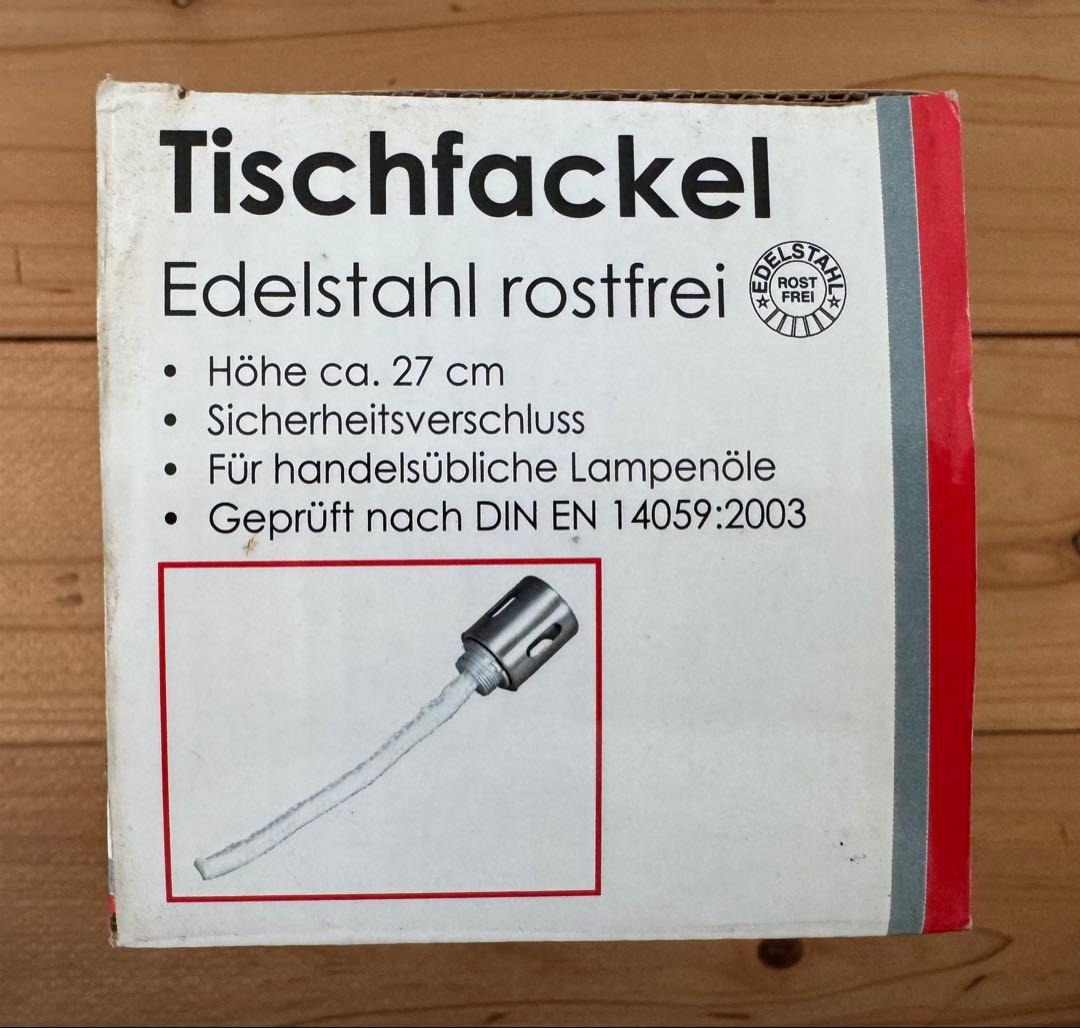 Tischfackel
Edelstahl rostfrei
EDELSTAHL
ROST
FREI
• Höhe ca. 27 cm
• Sicherheitsverschluss
• Für handelsübliche Lampenöle
• Geprüft nach DIN EN 14059:2003